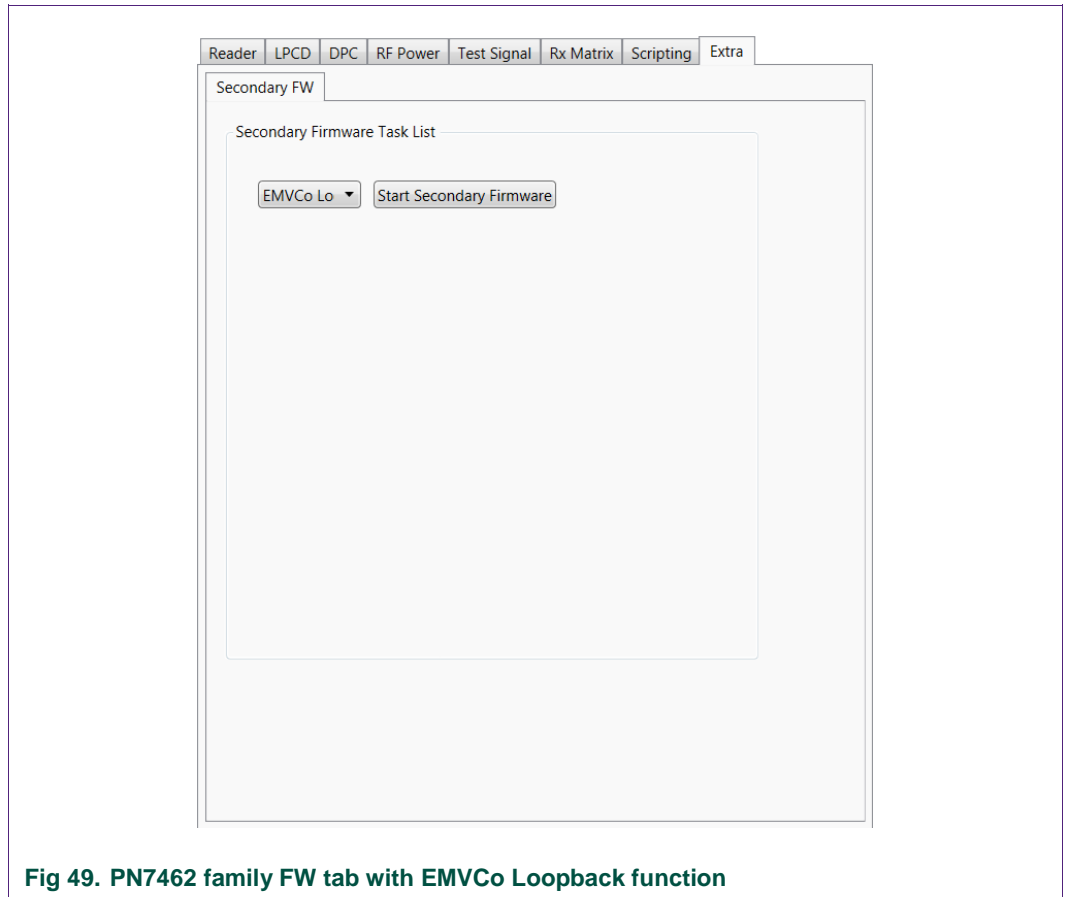 Reader LPCD DPC RF Power Test Signal Rx Matrix Scripting Extra
Secondary FW
Secondary Firmware Task List
EMVCo Lo Start Secondary Firmware
Fig 49. PN7462 family FW tab with EMVCo Loopback function